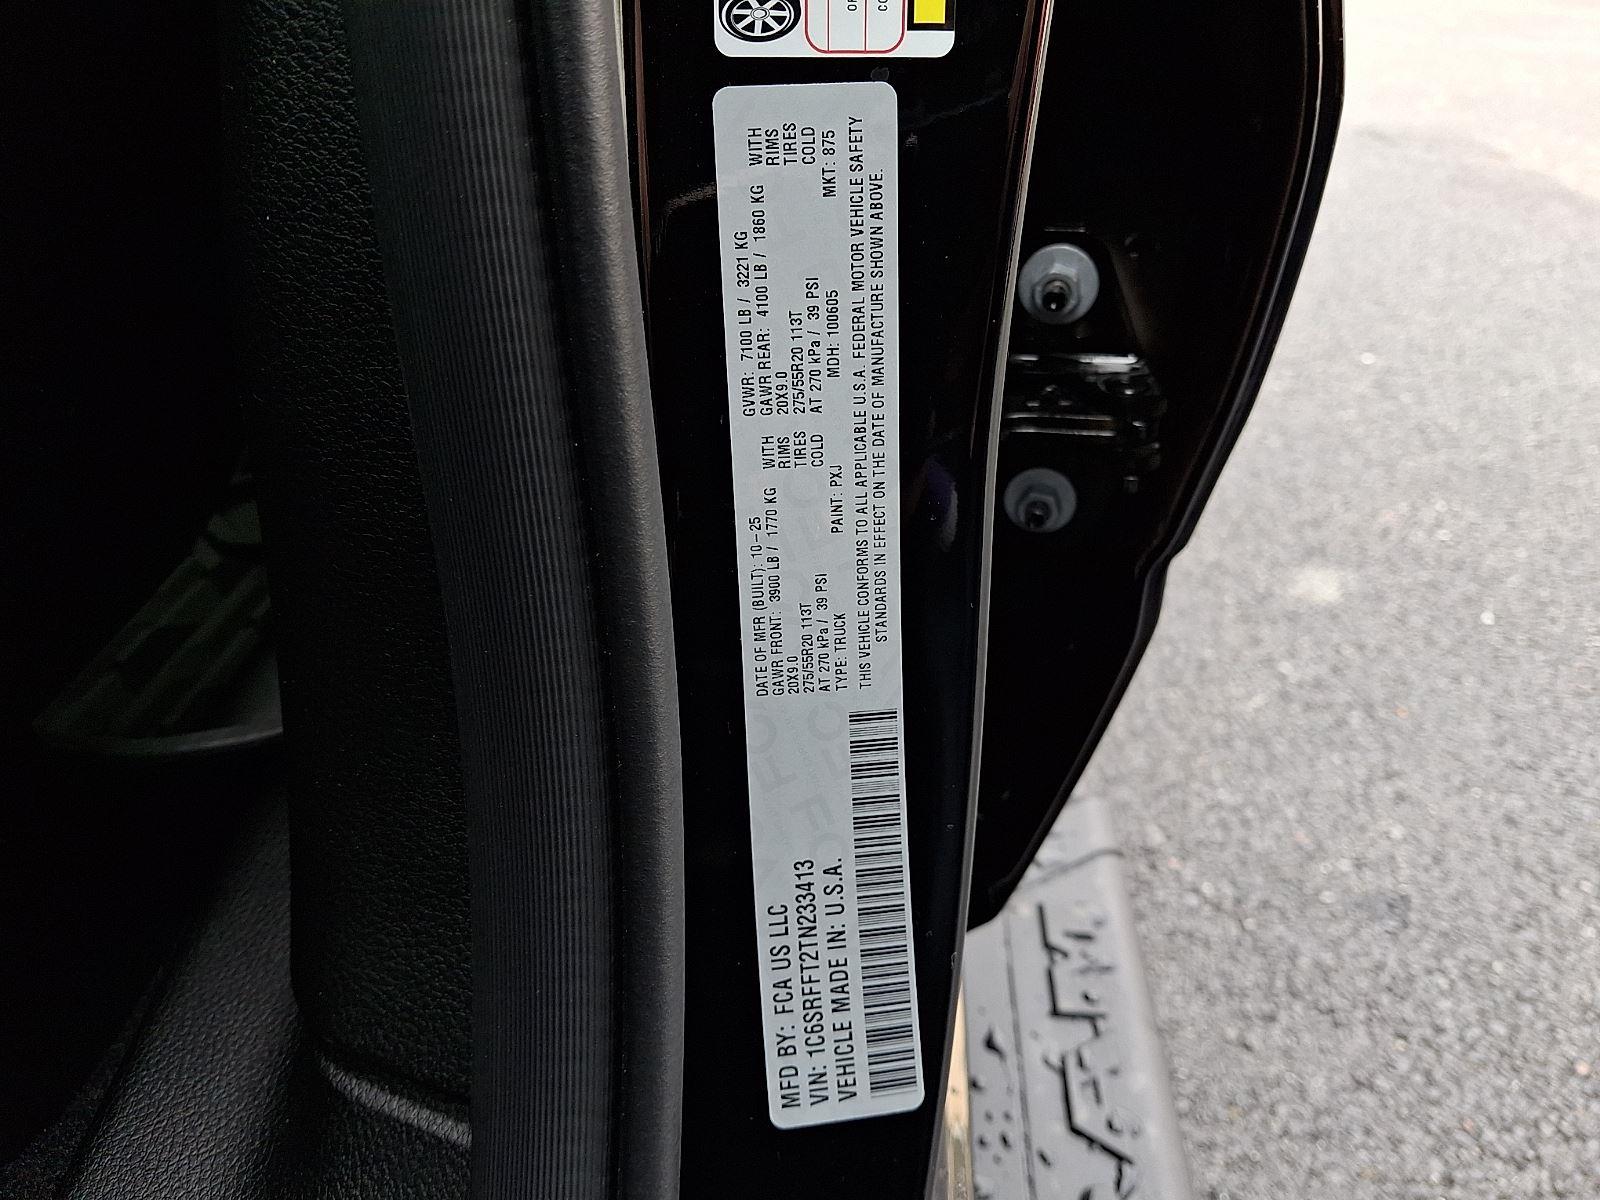 MFD BY: FCA US LLC
VIN: 1C6SRFFT2TN233413
VEHICLE MADE IN: U.S.A.
DATE OF MFR (BUILT): 10-25 GVWR: 7100 LB / 3221 KG
GAWR FRONT: 3900 LB / 1770 KG WITH GAWR REAR: 4100 LB / 1860 KG WITH
20X9.0 RIMS 20X9.0 RIMS
275/55R20 113T TIRES 275/55R20 113T TIRES
AT 270 kPa / 39 PSI COLD AT 270 kPa / 39 PSI COLD
TYPE: TRUCK PAINT: PXJ MDH: 100605 MKT: 875
THIS VEHICLE CONFORMS TO ALL APPLICABLE U.S.A. FEDERAL MOTOR VEHICLE SAFETY
STANDARDS IN EFFECT ON THE DATE OF MANUFACTURE SHOWN ABOVE.